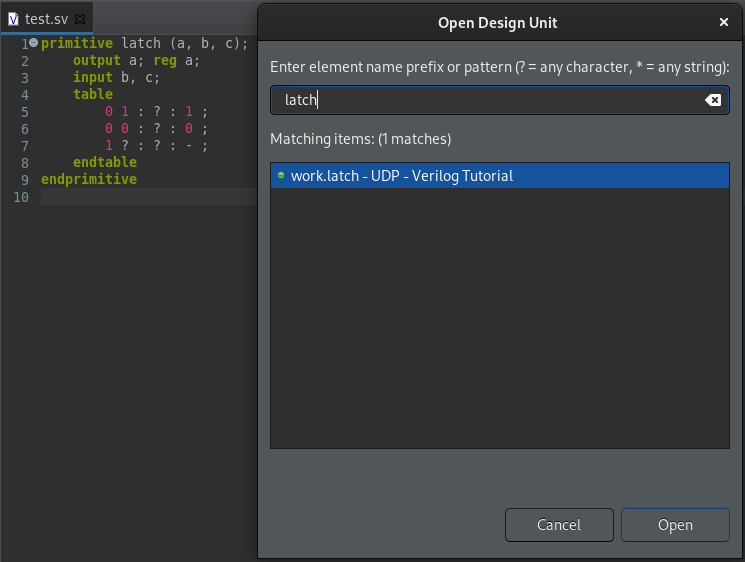 test.sv
1 primitive latch (a, b, c);
2 output a; reg a;
3 input b, c;
4 table
5 0 1 : ? : 1 ;
6 0 0 : ? : 0 ;
7 1 ? : ? : - ;
8 endtable
9 endprimitive
10
Open Design Unit
Enter element name prefix or pattern (? = any character, * = any string):
latch
Matching items: (1 matches)
work.latch - UDP - Verilog Tutorial
Cancel
Open